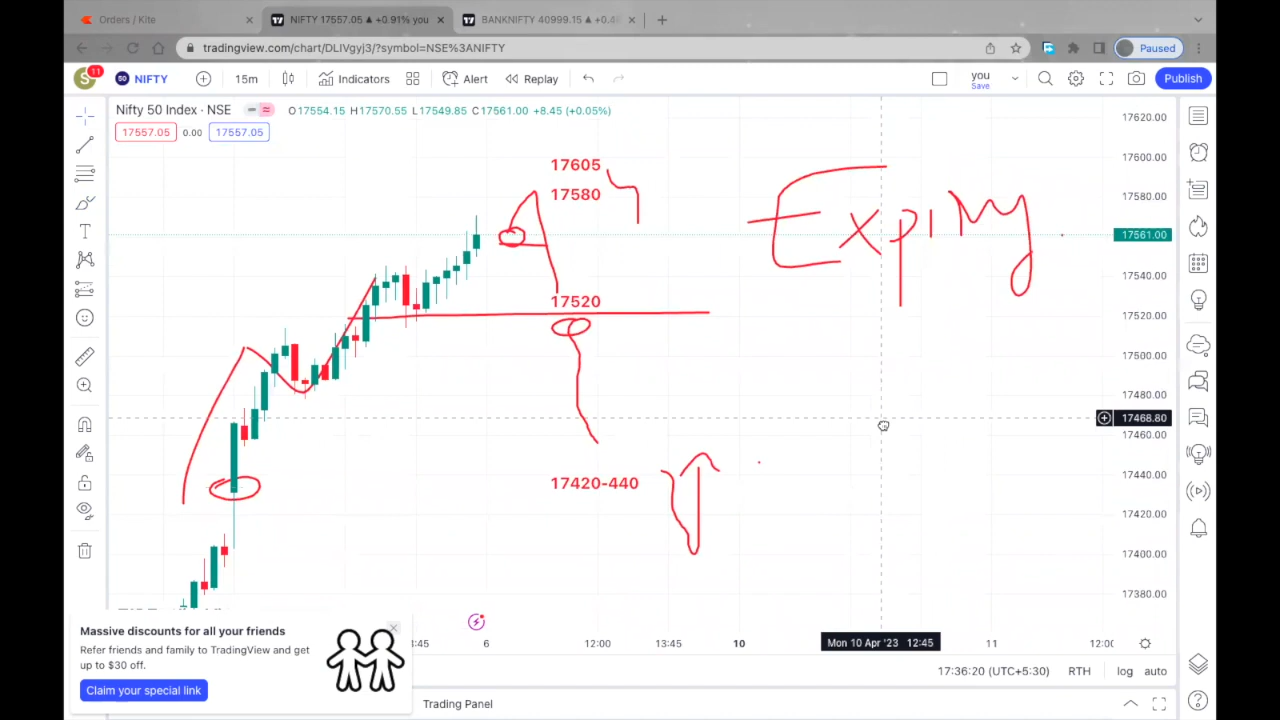 Orders / Kite
NIFTY 17557.05 ▲ +0.91% you
BANKNIFTY 40999.15 ▲ +0.4
tradingview.com/chart/DLIVgyj3/?symbol=NSE%3ANIFTY
Paused
S 11
50 NIFTY
15m
Indicators
Alert
Replay
you
Save
Publish
Nifty 50 Index · NSE
O17554.15 H17570.55 L17549.85 C17561.00 +8.45 (+0.05%)
17557.05 0.00 17557.05
17605
17580
17520
17420-440
Expiry
17620.00
17600.00
17580.00
17561.00
17540.00
17520.00
17500.00
17480.00
17468.80
17460.00
17440.00
17420.00
17400.00
17380.00
Massive discounts for all your friends
Refer friends and family to TradingView and get
up to $30 off.
Claim your special link
:45
6
12:00
13:45
10
Mon 10 Apr '23 12:45
11
12:00
17:36:20 (UTC+5:30)
RTH
log
auto
Trading Panel